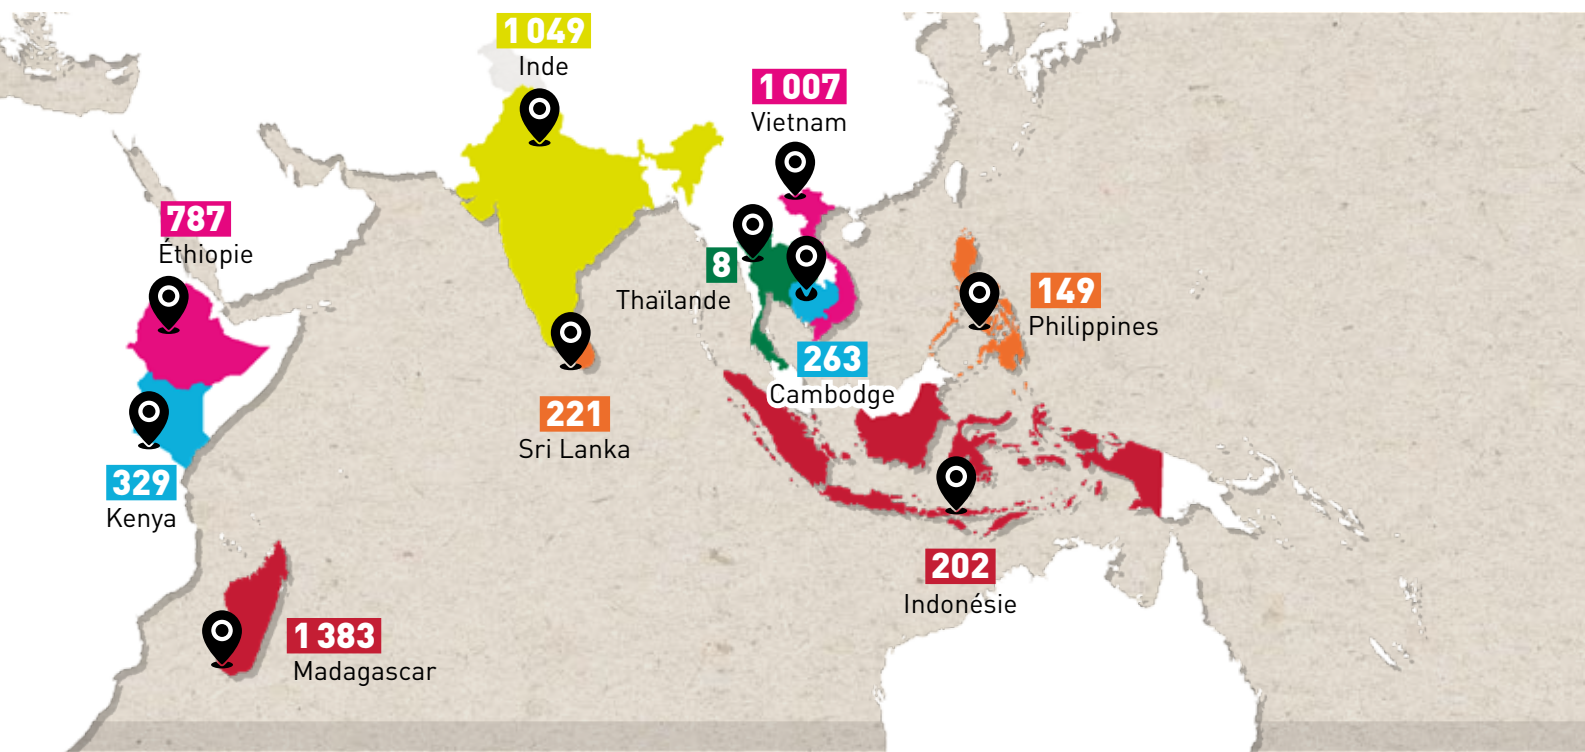 1 049
Inde
1 007
Vietnam
787
Éthiopie
8
Thaïlande
149
Philippines
263
Cambodge
221
Sri Lanka
329
Kenya
202
Indonésie
1 383
Madagascar